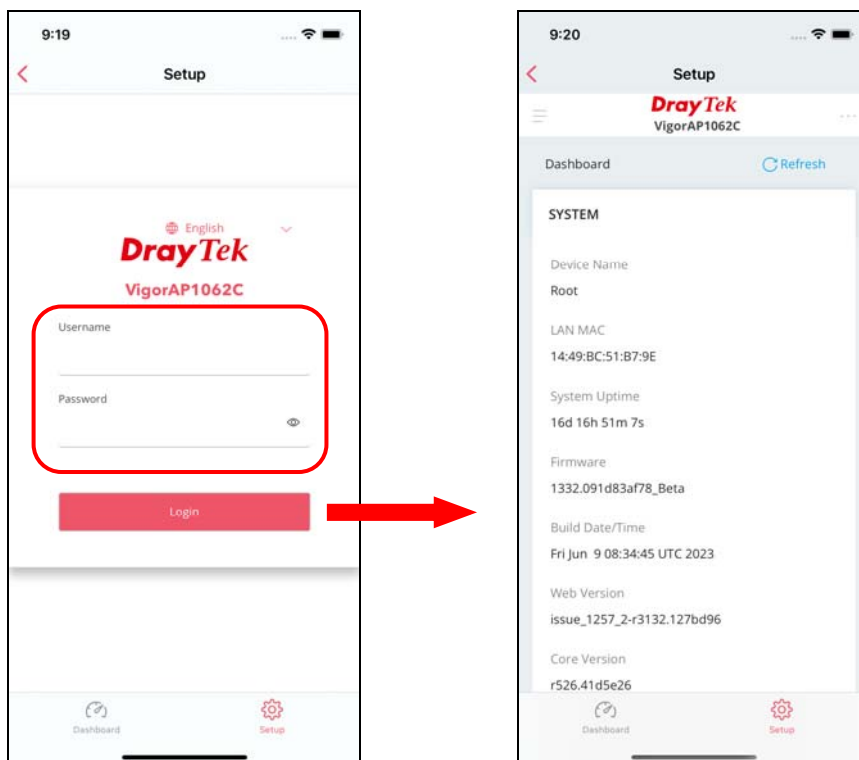 9:19
Setup
English
DrayTek
VigorAP1062C
Username
Password
Login
Dashboard
Setup
9:20
Setup
DrayTek
VigorAP1062C
Dashboard
Refresh
SYSTEM
Device Name
Root
LAN MAC
14:49:BC:51:B7:9E
System Uptime
16d 16h 51m 7s
Firmware
1332.091d83af78_Beta
Build Date/Time
Fri Jun 9 08:34:45 UTC 2023
Web Version
issue_1257_2-r3132.127bd96
Core Version
r526.41d5e26
Dashboard
Setup